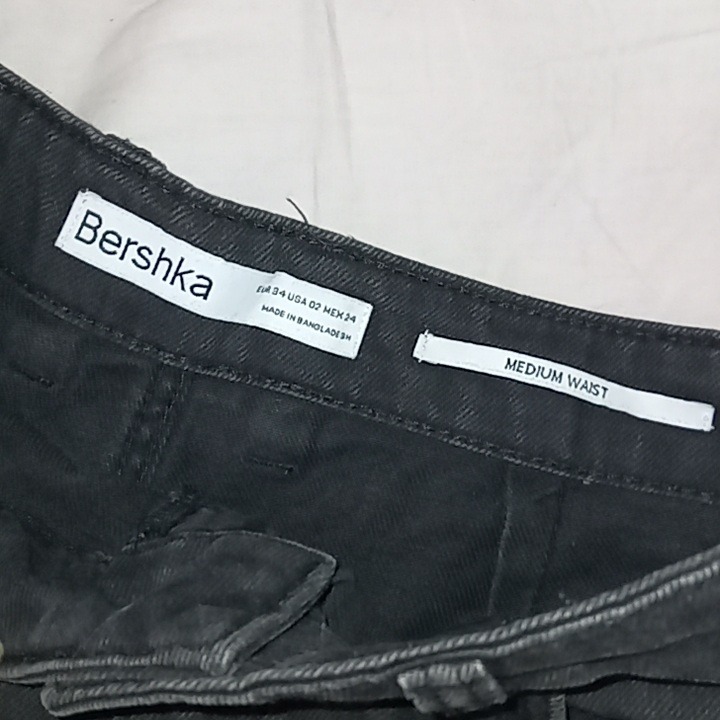 Bershka
EUR 34 USA 02 MEX 24
MADE IN BANGLADESH
MEDIUM WAIST